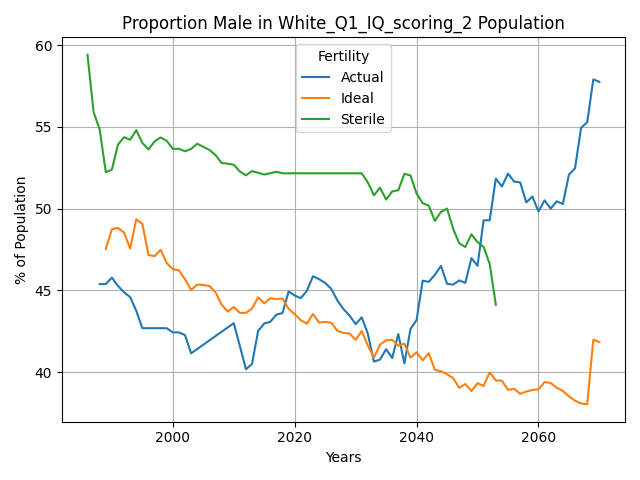 Proportion Male in White_Q1_IQ_scoring_2 Population
Fertility
Actual
Ideal
Sterile
% of Population
60
55
50
45
40
2000
2020
2040
2060
Years